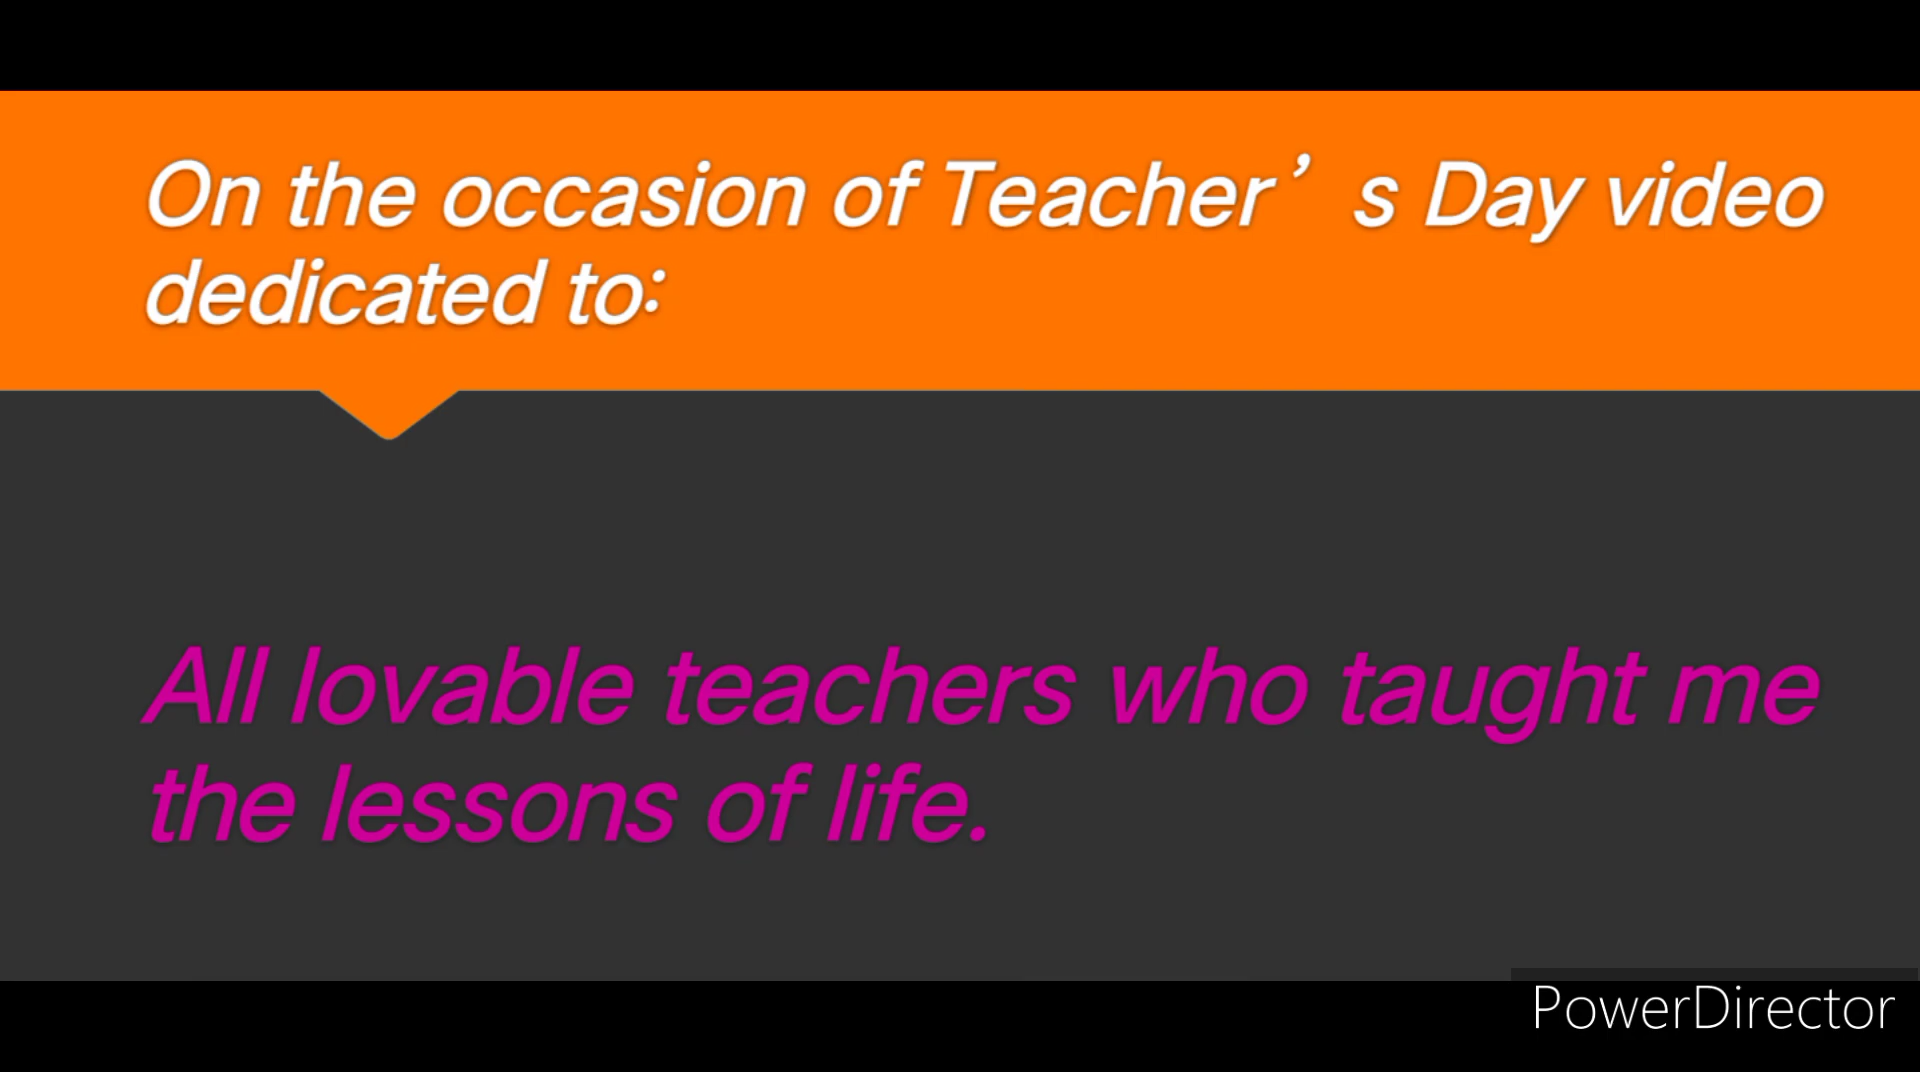 On the occasion of Teacher’s Day video
dedicated to:
All lovable teachers who taught me
the lessons of life.
PowerDirector